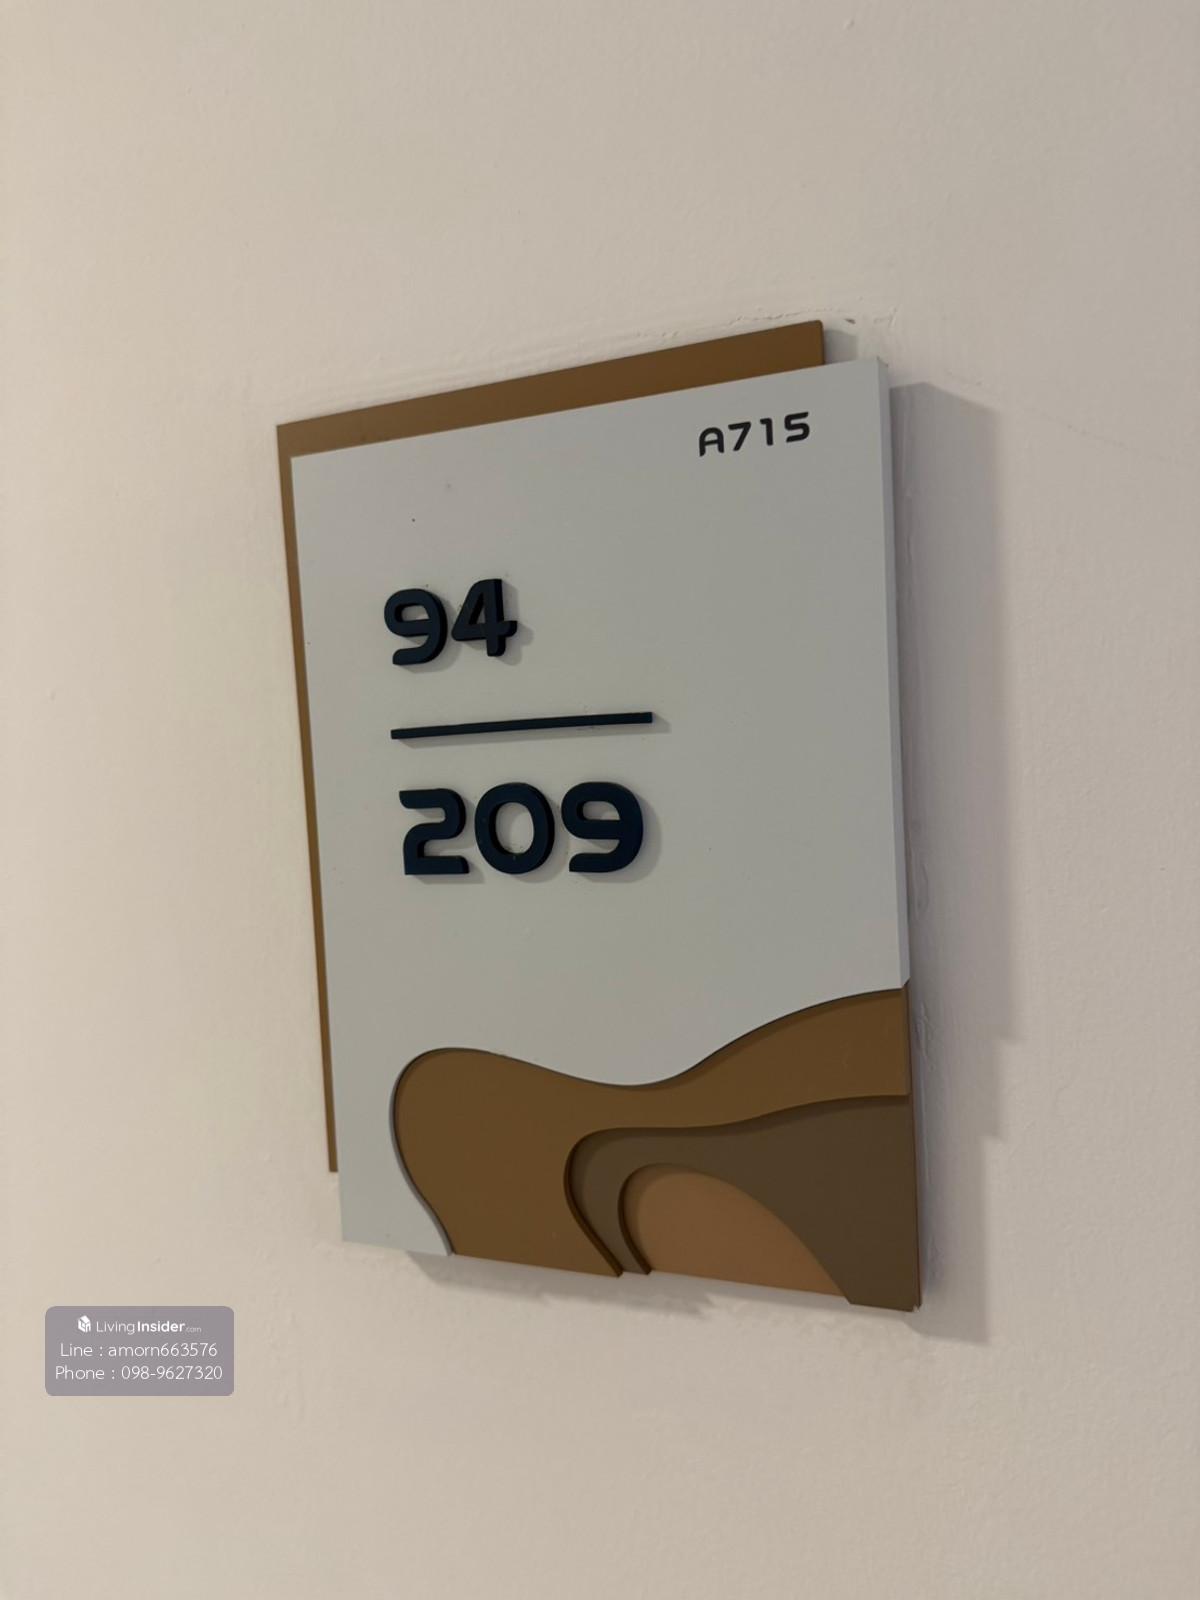 A715
94
209
LivingInsider.com
Line : amorn663576
Phone : 098-9627320